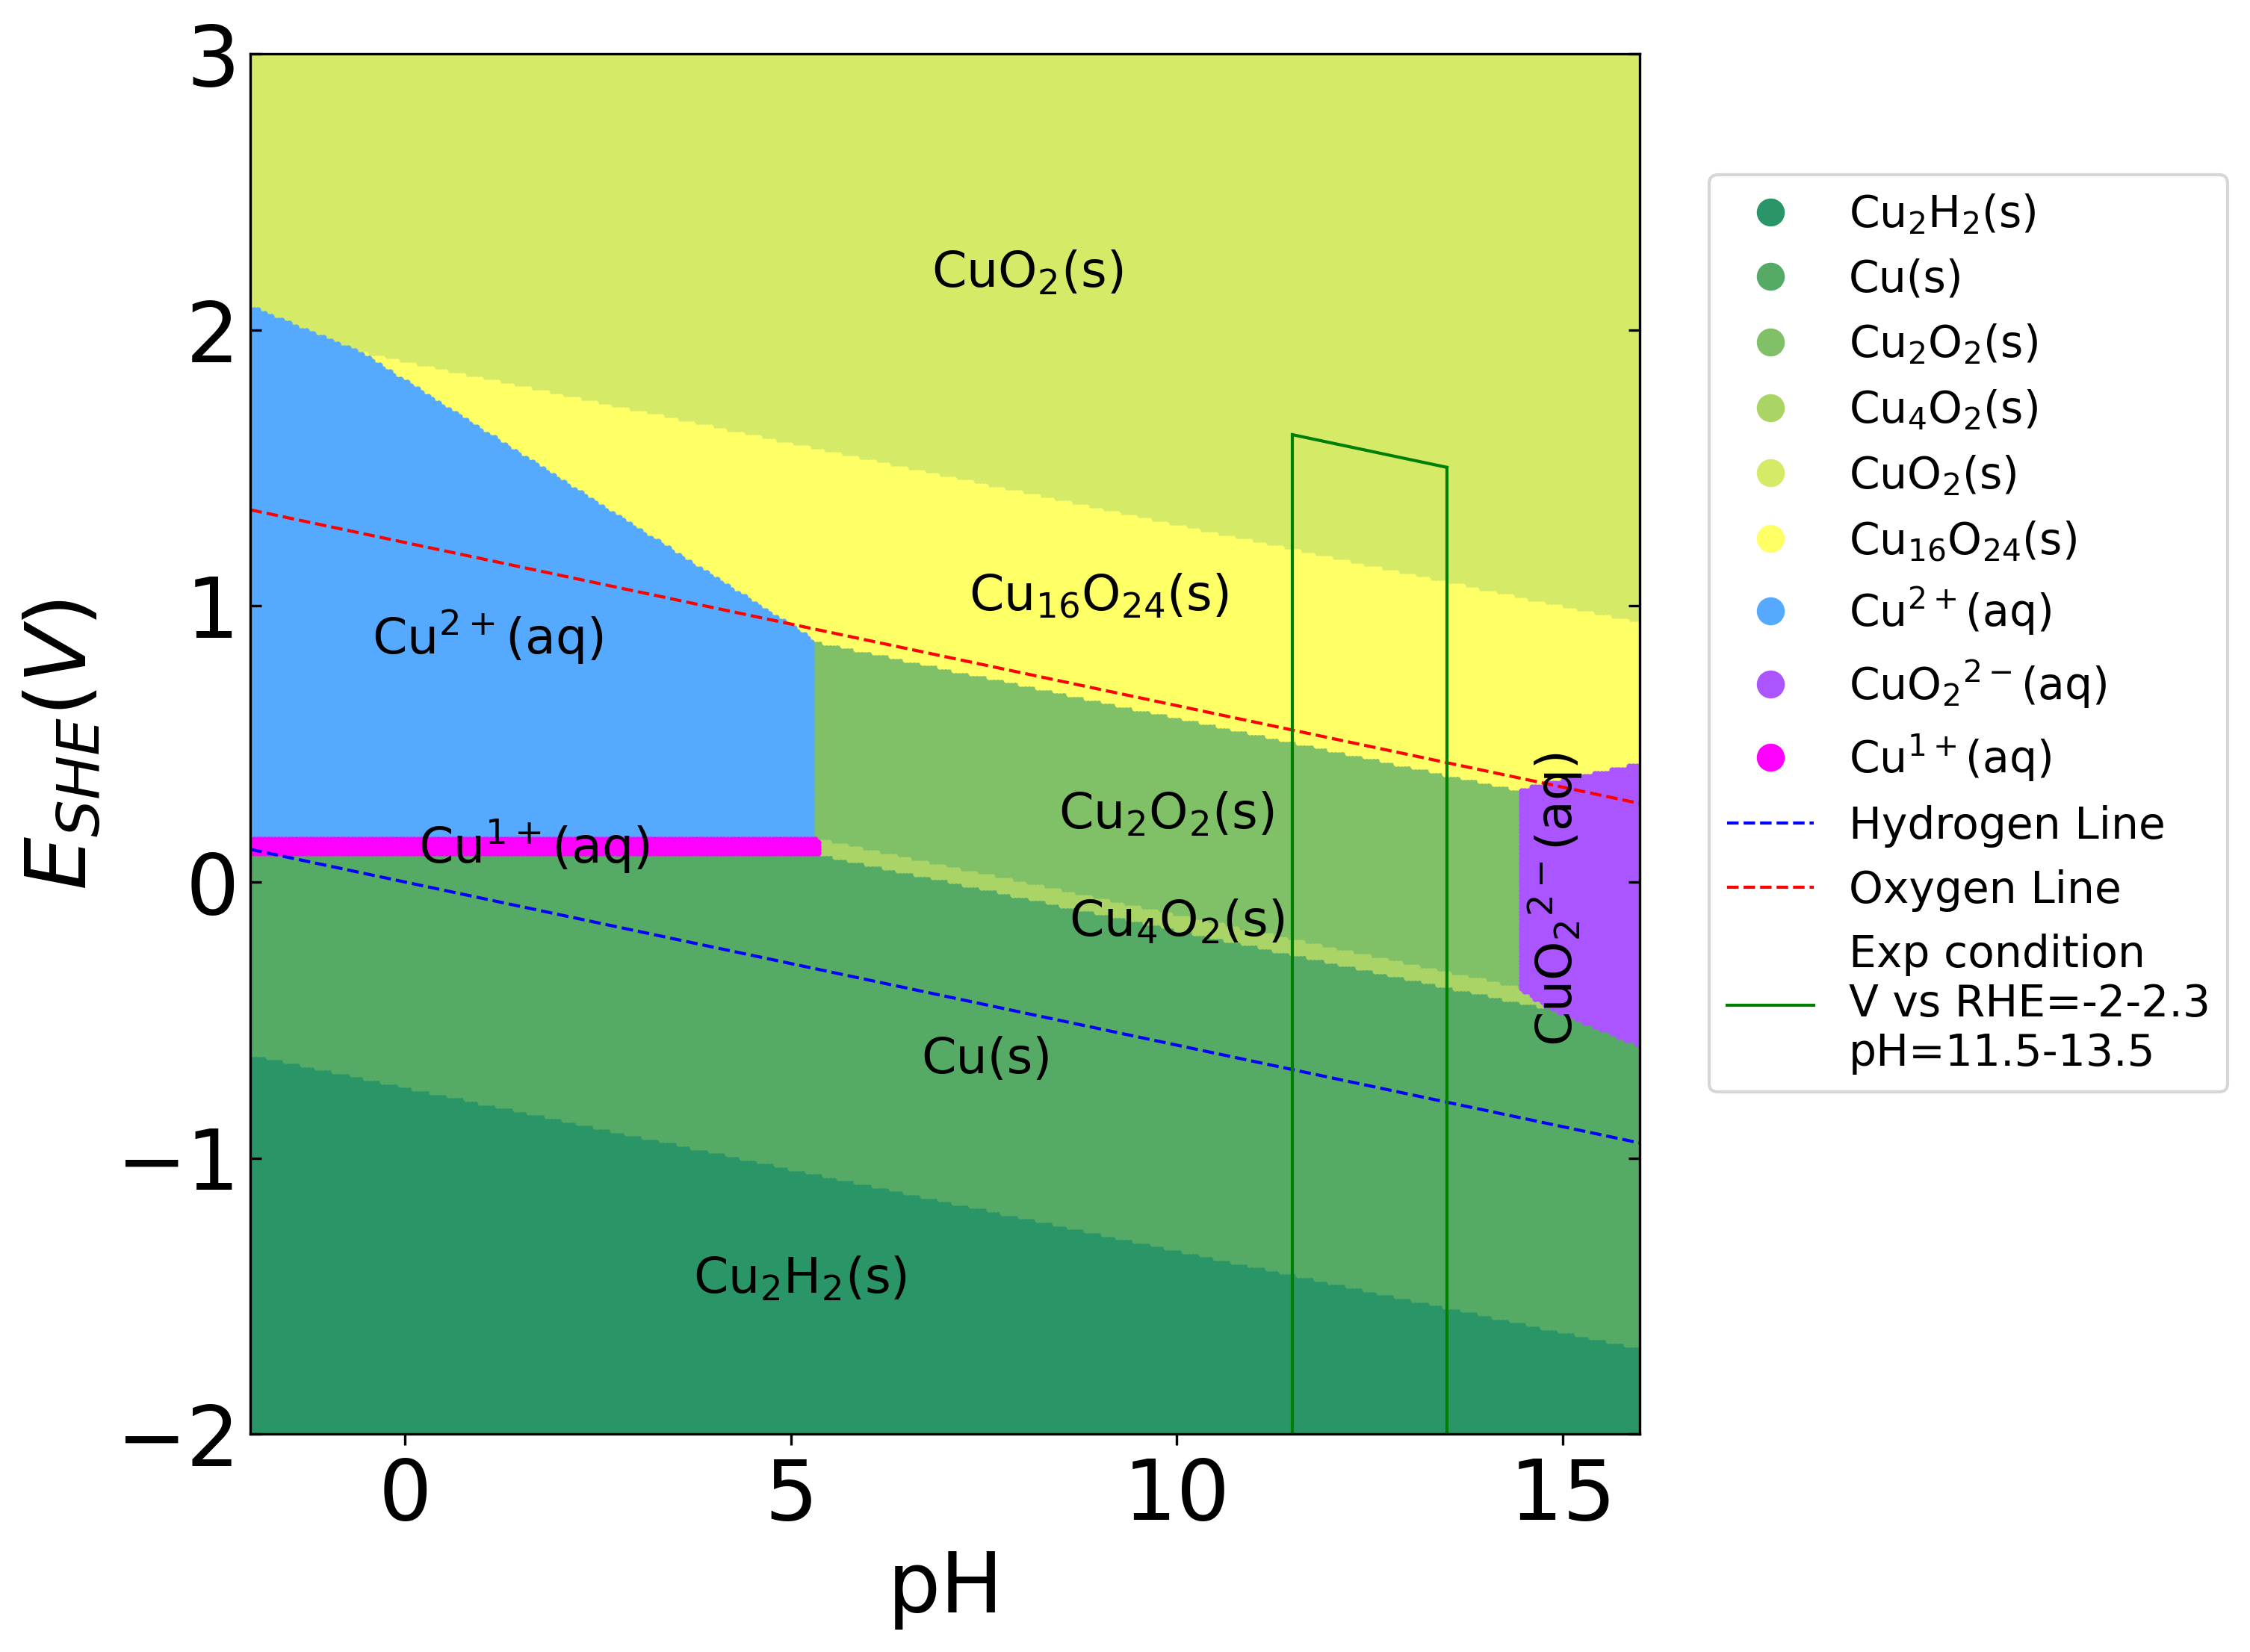 3
2
1
0
−1
−2
E_SHE(V)
0 5 10 15
pH
CuO₂(s)
Cu₁₆O₂₄(s)
Cu²⁺(aq)
Cu₂O₂(s)
Cu¹⁺(aq)
Cu₄O₂(s)
CuO₂²⁻(aq)
Cu(s)
Cu₂H₂(s)
Cu₂H₂(s)
Cu(s)
Cu₂O₂(s)
Cu₄O₂(s)
CuO₂(s)
Cu₁₆O₂₄(s)
Cu²⁺(aq)
CuO₂²⁻(aq)
Cu¹⁺(aq)
Hydrogen Line
Oxygen Line
Exp condition
V vs RHE=-2-2.3
pH=11.5-13.5